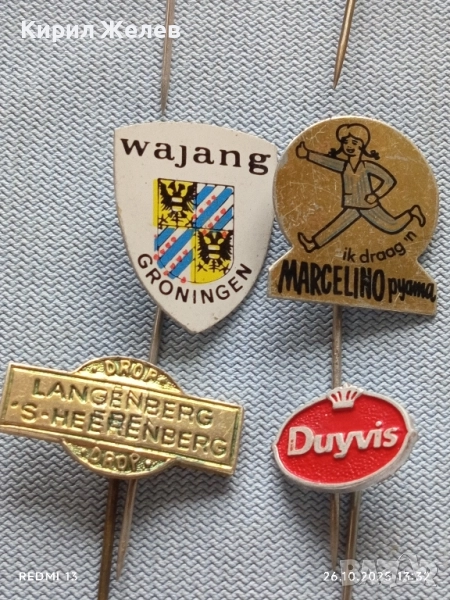 Кирил Желев
wajang
GRONINGEN
ik draag 'n
MARCELINO pyama
DROP
LANGENBERG
'S-HEERENBERG
DROP
Duyvis
REDMI 13
26.10.2025 13:32